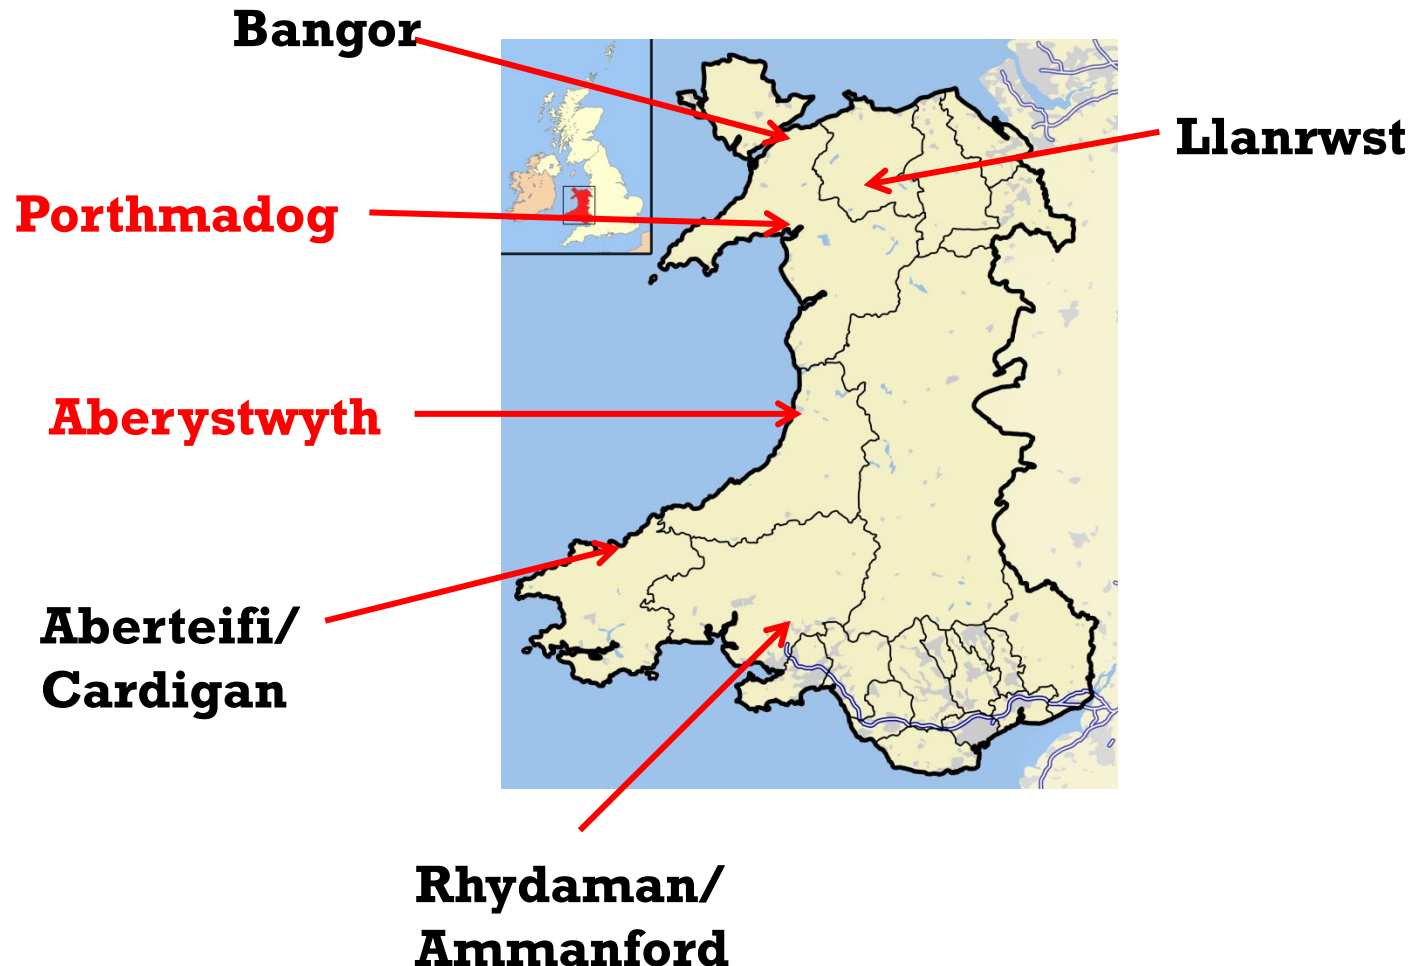 Bangor
Llanrwst
Porthmadog
Aberystwyth
Aberteifi/
Cardigan
Rhydaman/
Ammanford